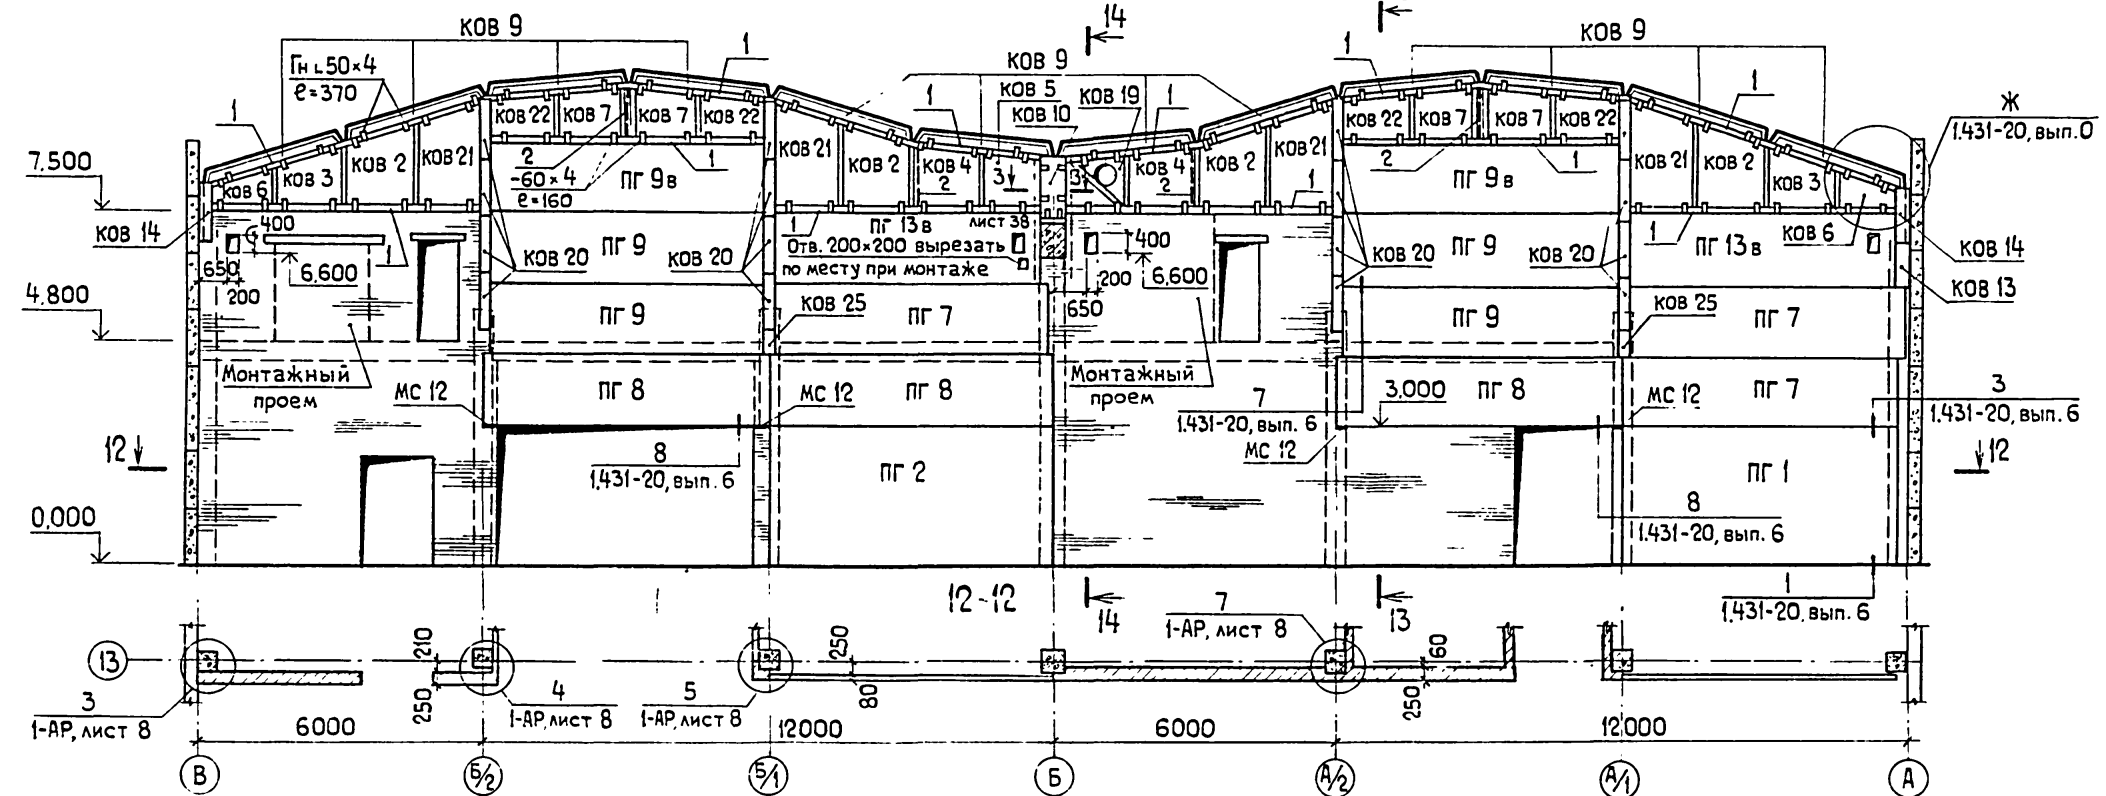 КОВ 9
14
КОВ 9
Гн ∟50×4
ℓ=370
1
КОВ 9
1
КОВ 5
КОВ 10
КОВ 19
1
1
1
Ж
1.431-20, вып. 0
1
7,500
КОВ 6
КОВ 3
КОВ 2
КОВ 21
КОВ 22
КОВ 7
КОВ 7
КОВ 22
КОВ 21
КОВ 2
КОВ 4
2
3
3
КОВ 4
2
КОВ 2
КОВ 21
КОВ 22
КОВ 7
КОВ 7
КОВ 22
КОВ 21
КОВ 2
КОВ 3
2
-60×4
ℓ=160
1
ПГ 9в
1
2
1
ПГ 9в
КОВ 14
400
650
200
6,600
1
ПГ 9
КОВ 20
КОВ 20
1
ПГ 13в
лист 38
Отв. 200×200 вырезать
по месту при монтаже
400
6,600
200
650
КОВ 20
ПГ 9
КОВ 20
1
ПГ 13в
КОВ 6
КОВ 14
КОВ 13
4,800
ПГ 9
КОВ 25
ПГ 7
ПГ 9
КОВ 25
ПГ 7
Монтажный
проем
МС 12
ПГ 8
МС 12
ПГ 8
Монтажный
проем
7
1.431-20, вып. 6
МС 12
3,000
ПГ 8
МС 12
ПГ 7
3
1.431-20, вып. 6
12
8
1.431-20, вып. 6
ПГ 2
ПГ 1
12
8
1.431-20, вып. 6
0,000
1
1.431-20, вып. 6
12-12
14
13
13
210
250
250
80
7
1-АР, лист 8
60
250
3
1-АР, лист 8
4
1-АР, лист 8
5
1-АР, лист 8
6000
12000
6000
12000
В
Б/2
Б/1
Б
А/2
А/1
А